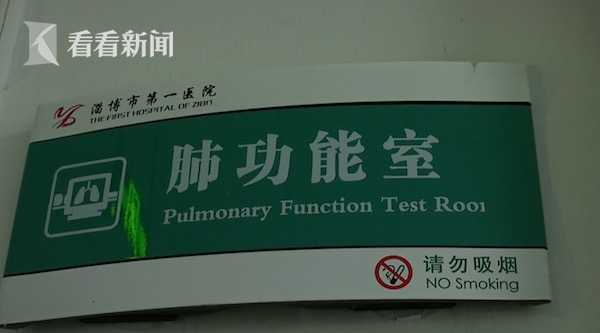 看看新闻
淄博市第一医院
THE FIRST HOSPITAL OF ZIBO
肺功能室
Pulmonary Function Test Room
请勿吸烟
NO Smoking